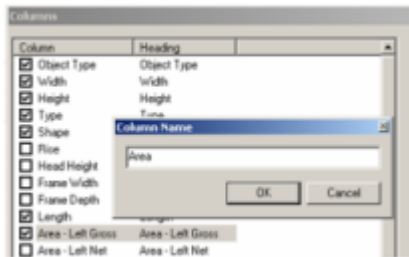 Columns
Column Heading
Object Type Object Type
Width Width
Height Height
Type Type
Shape
Rise
Head Height
Frame Width
Frame Depth
Length Length
Area - Left Gross Area - Left Gross
Area - Left Net Area - Left Net
Column Name
Area
OK Cancel